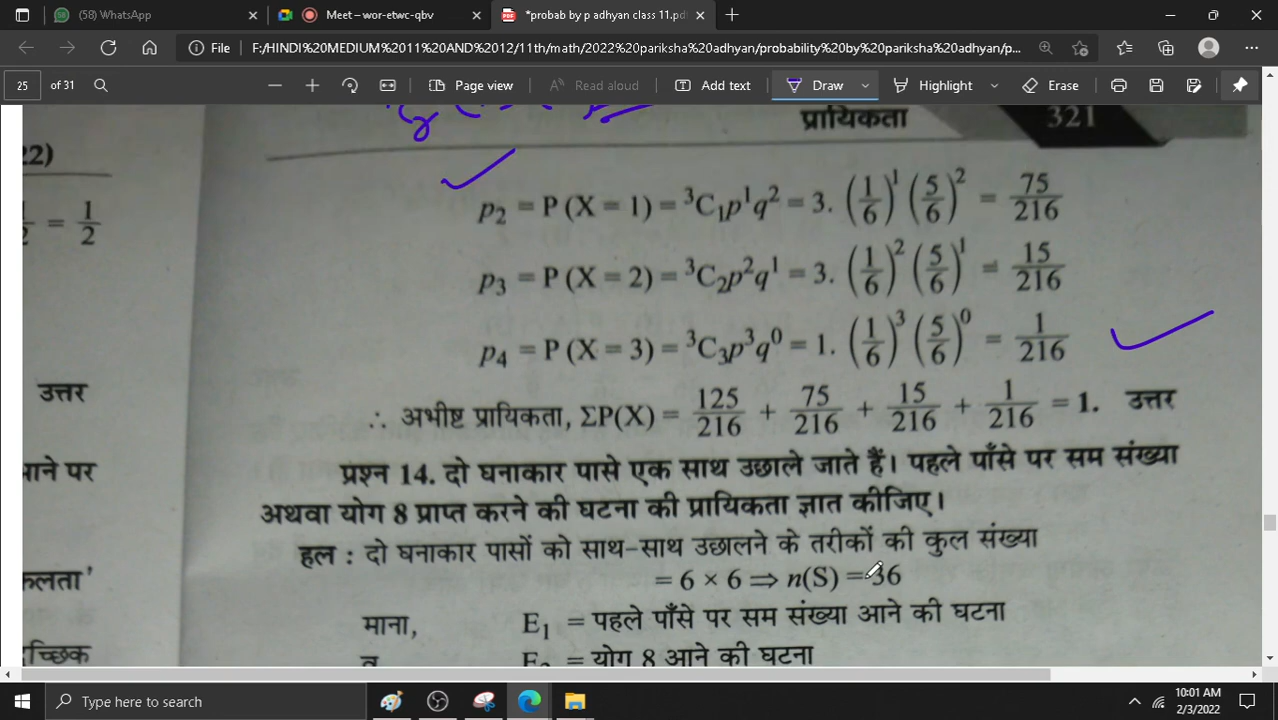 (58) WhatsApp
Meet – wor-etwc-qbv
*probab by p adhyan class 11.pd
File
F:/HINDI%20MEDIUM%2011%20AND%2012/11th/math/2022%20pariksha%20adhyan/probability%20by%20pariksha%20adhyan/p...
25 of 31
Page view
Read aloud
Add text
Draw
Highlight
Erase
प्रायिकता
321
22)
= 1/2
उत्तर
p₂ = P (X = 1) = ³C₁p¹q² = 3. (1/6)¹ (5/6)² = 75/216
p₃ = P (X = 2) = ³C₂p²q¹ = 3. (1/6)² (5/6)¹ = 15/216
p₄ = P (X = 3) = ³C₃p³q⁰ = 1. (1/6)³ (5/6)⁰ = 1/216
∴ अभीष्ट प्रायिकता, ΣP(X) = 125/216 + 75/216 + 15/216 + 1/216 = 1. उत्तर
प्रश्न 14. दो घनाकार पासे एक साथ उछाले जाते हैं। पहले पाँसे पर सम संख्या
अथवा योग 8 प्राप्त करने की घटना की प्रायिकता ज्ञात कीजिए।
हल : दो घनाकार पासों को साथ-साथ उछालने के तरीकों की कुल संख्या
= 6 × 6 ⇒ n(S) = 36
माना, E₁ = पहले पाँसे पर सम संख्या आने की घटना
= योग 8 आने की घटना
आने पर
Type here to search
10:01 AM
2/3/2022